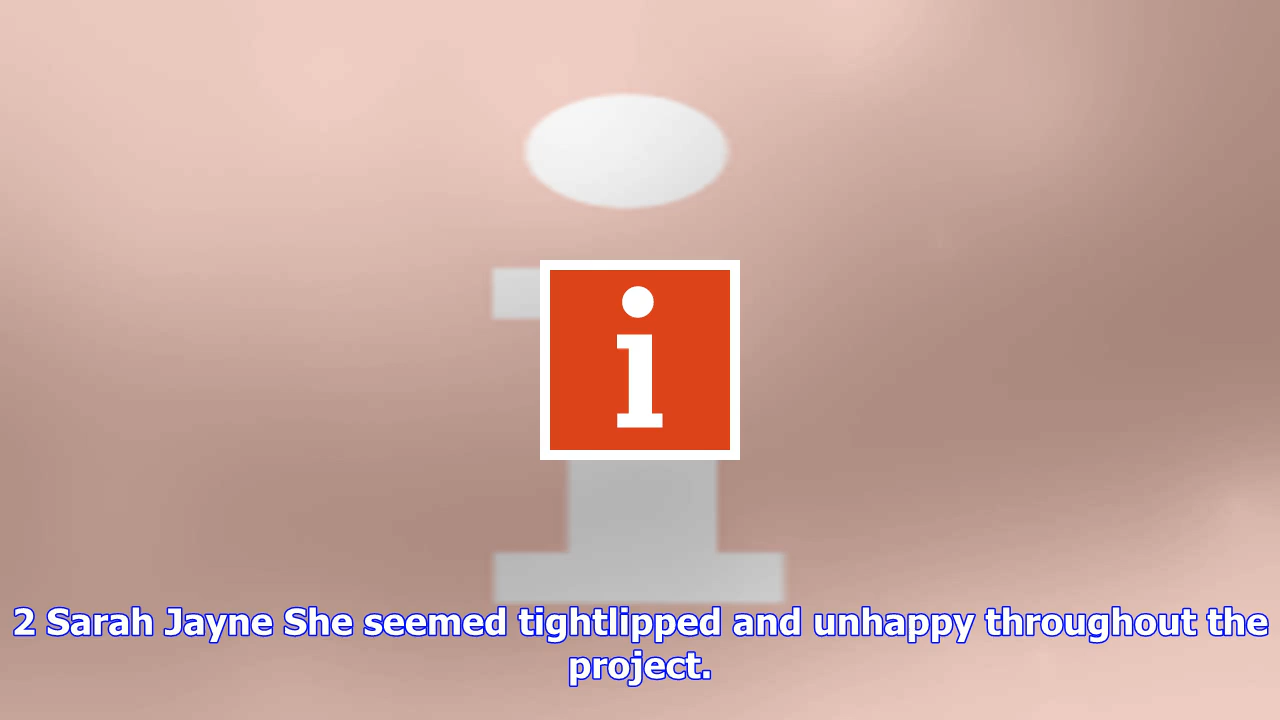 i
2 Sarah Jayne She seemed tightlipped and unhappy throughout the
project.